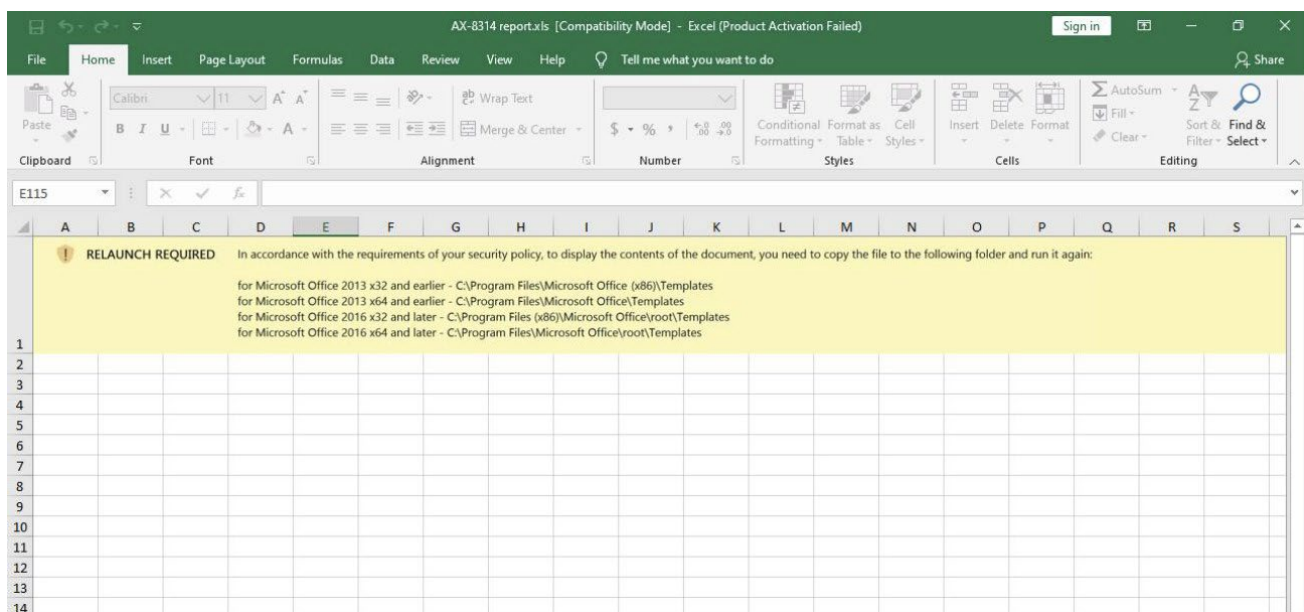 AX-8314 report.xls [Compatibility Mode] - Excel (Product Activation Failed)
Sign in
File Home Insert Page Layout Formulas Data Review View Help Tell me what you want to do Share
Paste
Calibri 11 A A
Wrap Text
B I U A
Merge & Center
$ % ,
Conditional Formatting
Format as Table
Cell Styles
Insert Delete Format
AutoSum
Fill
Clear
Sort & Filter
Find & Select
Clipboard Font Alignment Number Styles Cells Editing
E115 fx
A B C D E F G H I J K L M N O P Q R S
RELAUNCH REQUIRED In accordance with the requirements of your security policy, to display the contents of the document, you need to copy the file to the following folder and run it again:
for Microsoft Office 2013 x32 and earlier - C:\Program Files\Microsoft Office (x86)\Templates
for Microsoft Office 2013 x64 and earlier - C:\Program Files\Microsoft Office\Templates
for Microsoft Office 2016 x32 and later - C:\Program Files (x86)\Microsoft Office\root\Templates
for Microsoft Office 2016 x64 and later - C:\Program Files\Microsoft Office\root\Templates
1
2
3
4
5
6
7
8
9
10
11
12
13
14